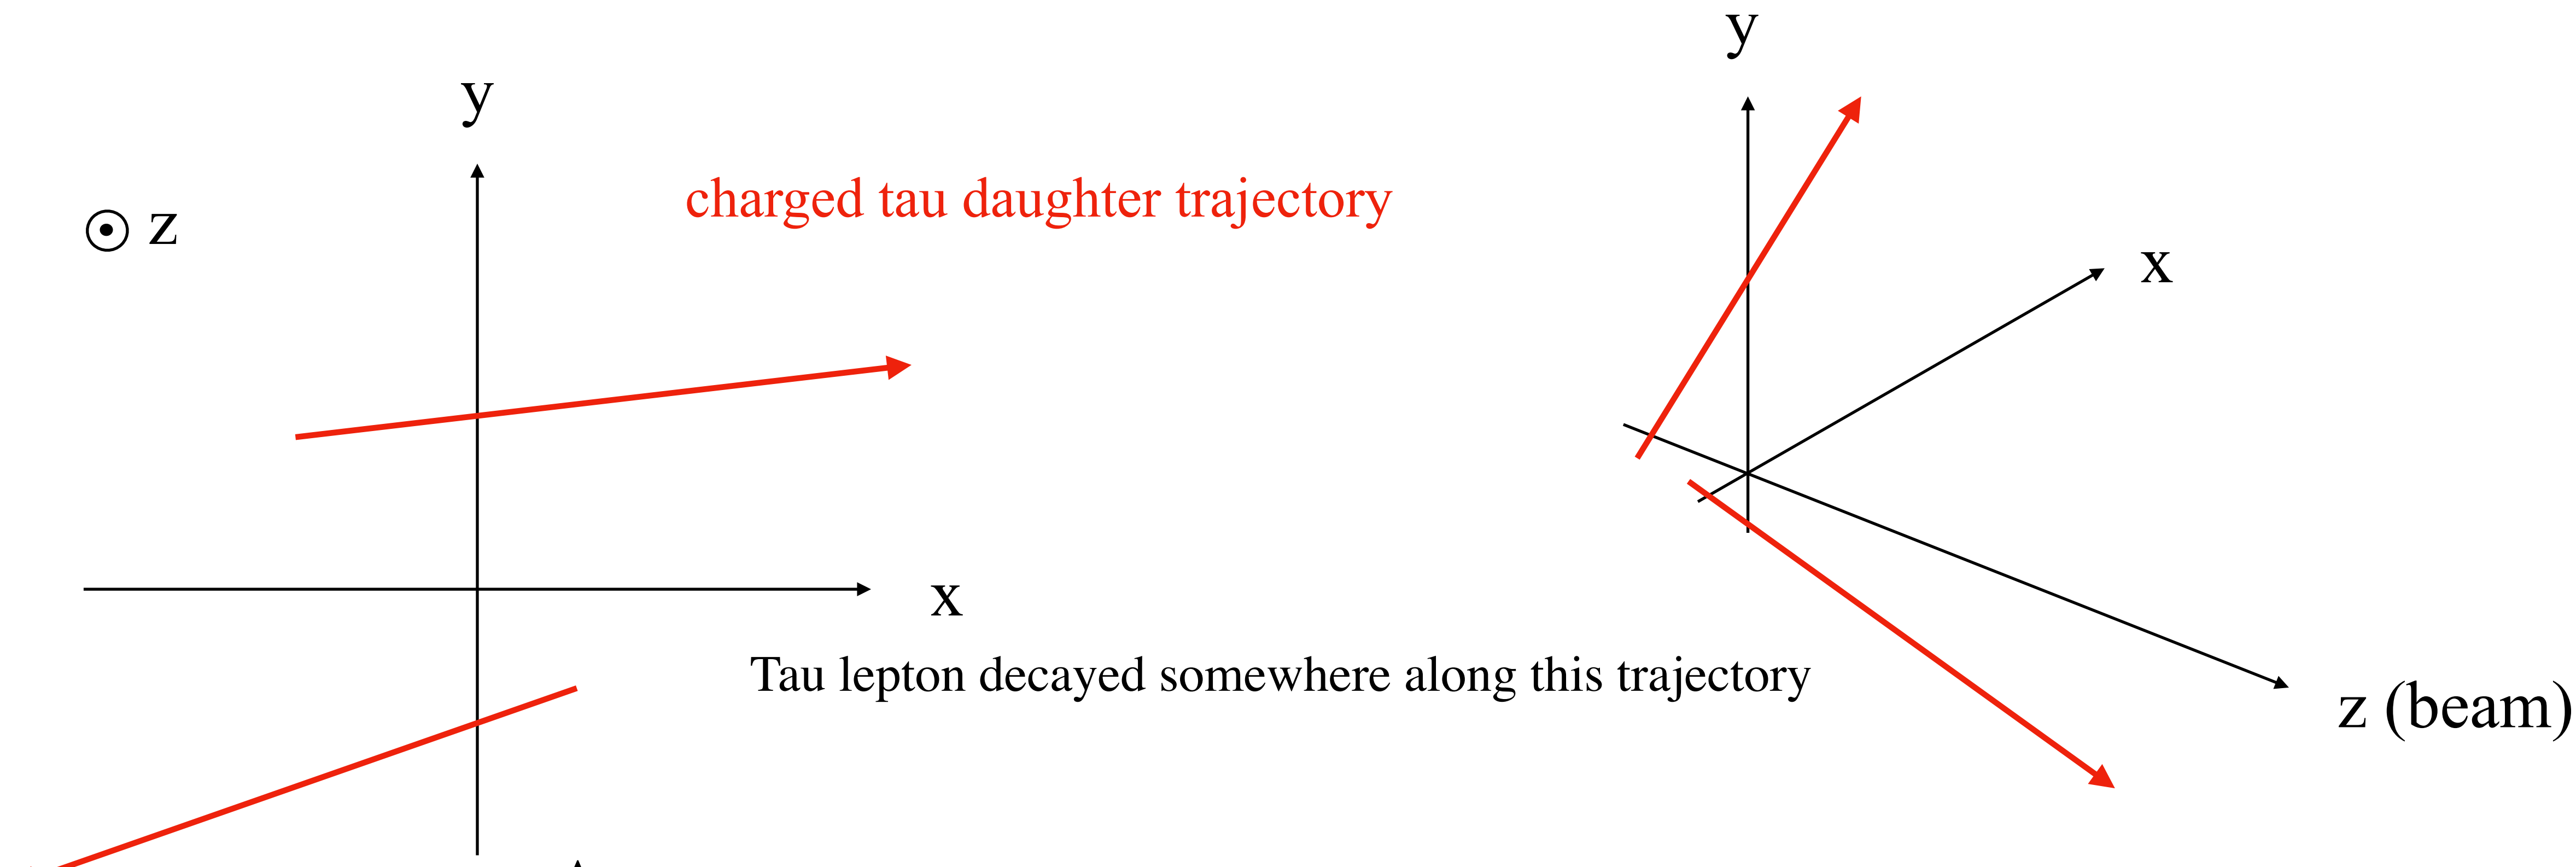 y
y
charged tau daughter trajectory
z
x
x
Tau lepton decayed somewhere along this trajectory
z (beam)